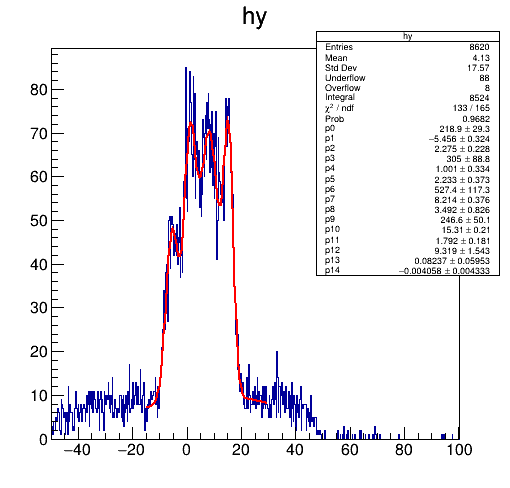 hy
hy
Entries 8620
Mean 4.13
Std Dev 17.57
Underflow 88
Overflow 8
Integral 8524
χ² / ndf 133 / 165
Prob 0.9682
p0 218.9 ± 29.3
p1 −5.456 ± 0.324
p2 2.275 ± 0.228
p3 305 ± 88.8
p4 1.001 ± 0.334
p5 2.233 ± 0.373
p6 527.4 ± 117.3
p7 8.214 ± 0.376
p8 3.492 ± 0.826
p9 246.6 ± 50.1
p10 15.31 ± 0.21
p11 1.792 ± 0.181
p12 9.319 ± 1.543
p13 0.08237 ± 0.05953
p14 −0.004058 ± 0.004333
80
70
60
50
40
30
20
10
0
−40 −20 0 20 40 60 80 100